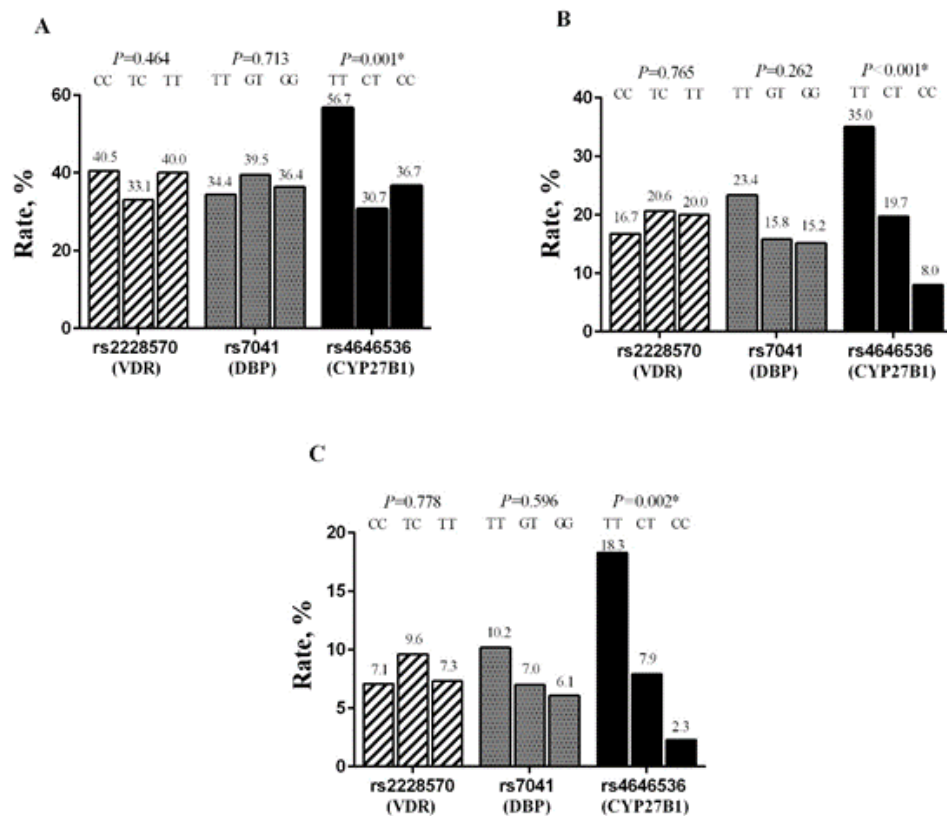 A
P=0.464 P=0.713 P=0.001*
CC TC TT TT GT GG TT CT CC
Rate, %
60
40
20
0
40.5 33.1 40.0 34.4 39.5 36.4 56.7 30.7 36.7
rs2228570 rs7041 rs4646536
(VDR) (DBP) (CYP27B1)
B
P=0.765 P=0.262 P<0.001*
CC TC TT TT GT GG TT CT CC
Rate, %
40
30
20
10
0
16.7 20.6 20.0 23.4 15.8 15.2 35.0 19.7 8.0
rs2228570 rs7041 rs4646536
(VDR) (DBP) (CYP27B1)
C
P=0.778 P=0.596 P=0.002*
CC TC TT TT GT GG TT CT CC
Rate, %
20
15
10
5
0
7.1 9.6 7.3 10.2 7.0 6.1 18.3 7.9 2.3
rs2228570 rs7041 rs4646536
(VDR) (DBP) (CYP27B1)